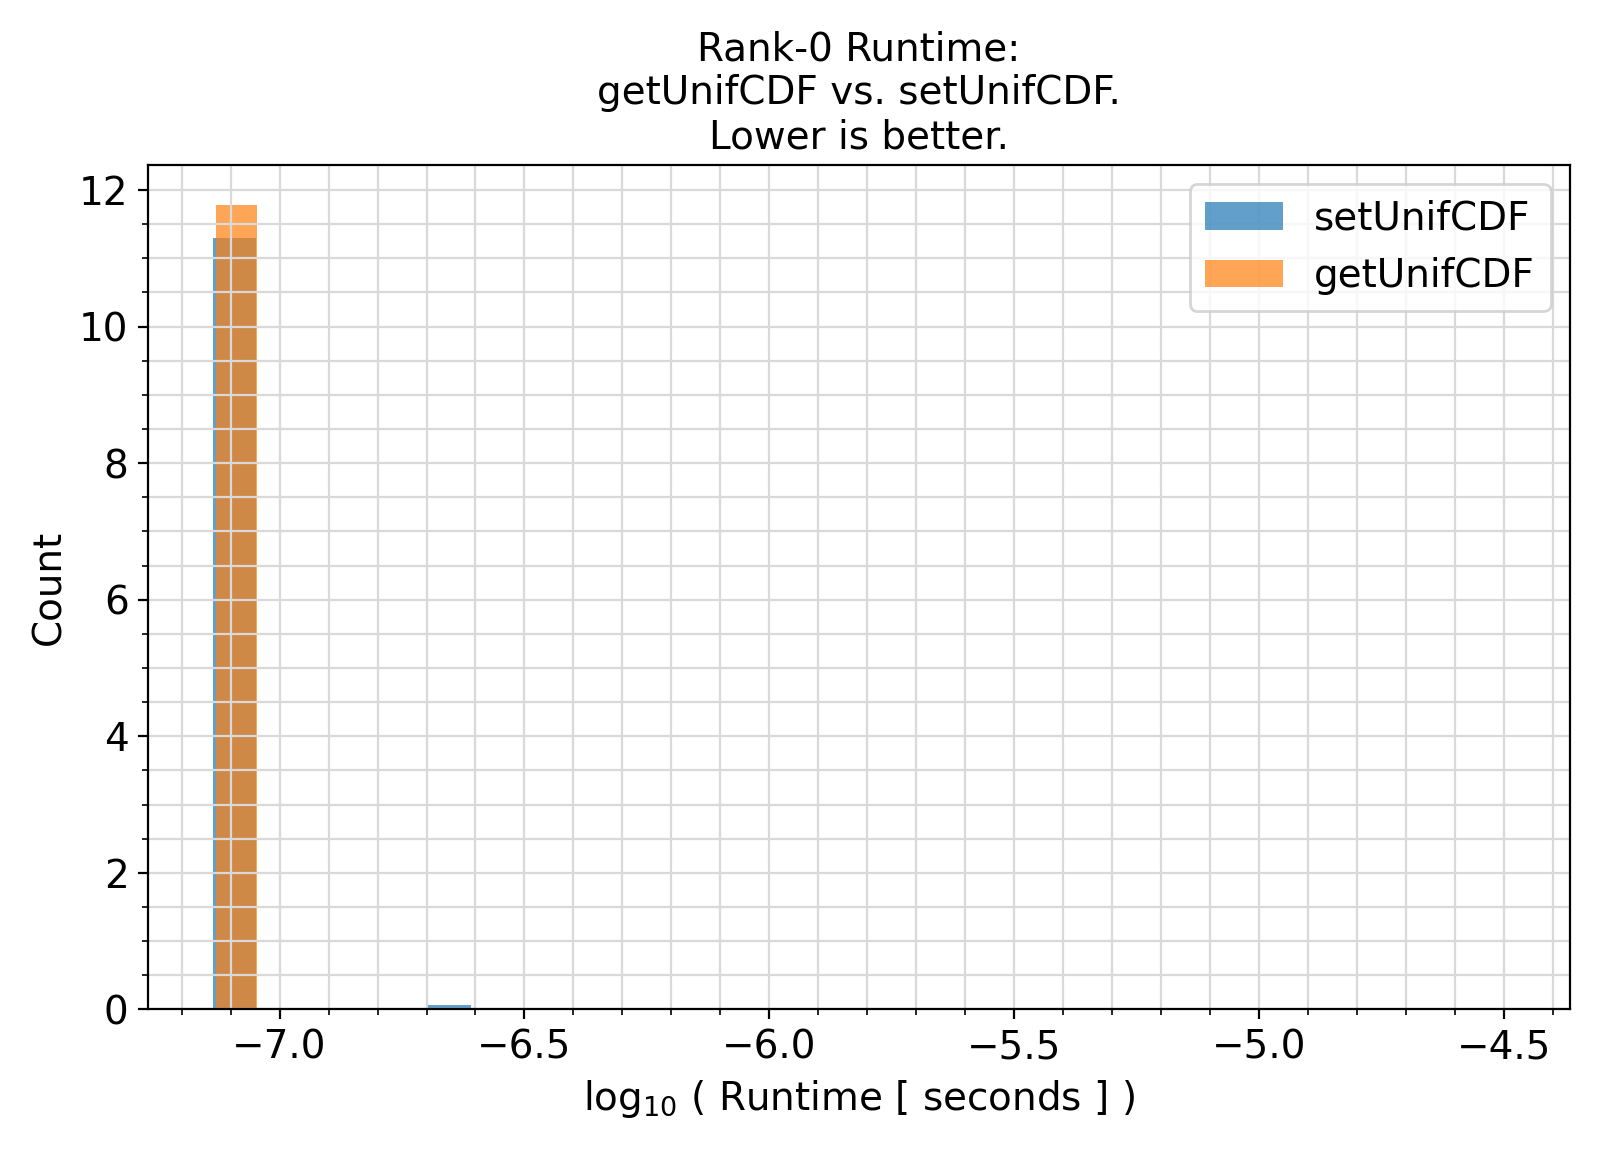 Rank-0 Runtime:
getUnifCDF vs. setUnifCDF.
Lower is better.
setUnifCDF
getUnifCDF
Count
12
10
8
6
4
2
0
−7.0 −6.5 −6.0 −5.5 −5.0 −4.5
log₁₀ ( Runtime [ seconds ] )